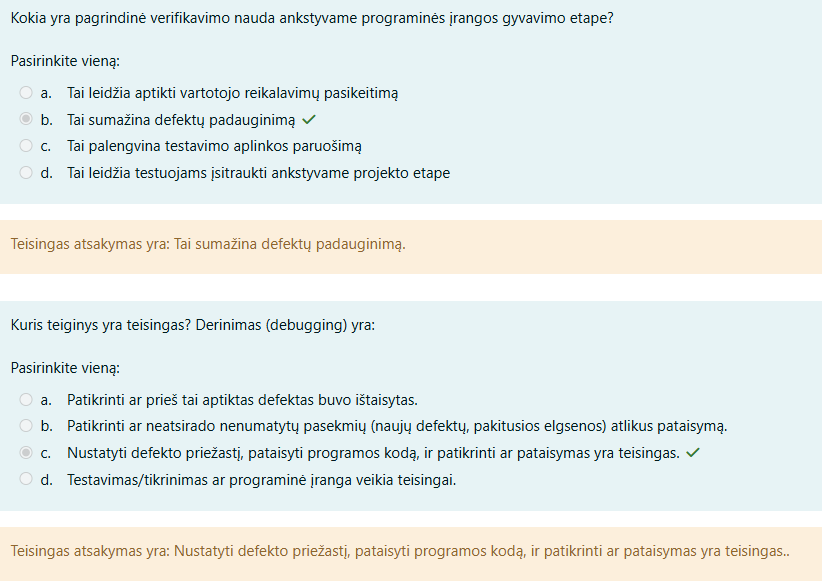 Kokia yra pagrindinė verifikavimo nauda ankstyvame programinės įrangos gyvavimo etape?
Pasirinkite vieną:
a. Tai leidžia aptikti vartotojo reikalavimų pasikeitimą
b. Tai sumažina defektų padauginimą ✓
c. Tai palengvina testavimo aplinkos paruošimą
d. Tai leidžia testuojams įsitraukti ankstyvame projekto etape
Teisingas atsakymas yra: Tai sumažina defektų padauginimą.
Kuris teiginys yra teisingas? Derinimas (debugging) yra:
Pasirinkite vieną:
a. Patikrinti ar prieš tai aptiktas defektas buvo ištaisytas.
b. Patikrinti ar neatsirado nenumatytų pasekmių (naujų defektų, pakitusios elgsenos) atlikus pataisymą.
c. Nustatyti defekto priežastį, pataisyti programos kodą, ir patikrinti ar pataisymas yra teisingas. ✓
d. Testavimas/tikrinimas ar programinė įranga veikia teisingai.
Teisingas atsakymas yra: Nustatyti defekto priežastį, pataisyti programos kodą, ir patikrinti ar pataisymas yra teisingas..